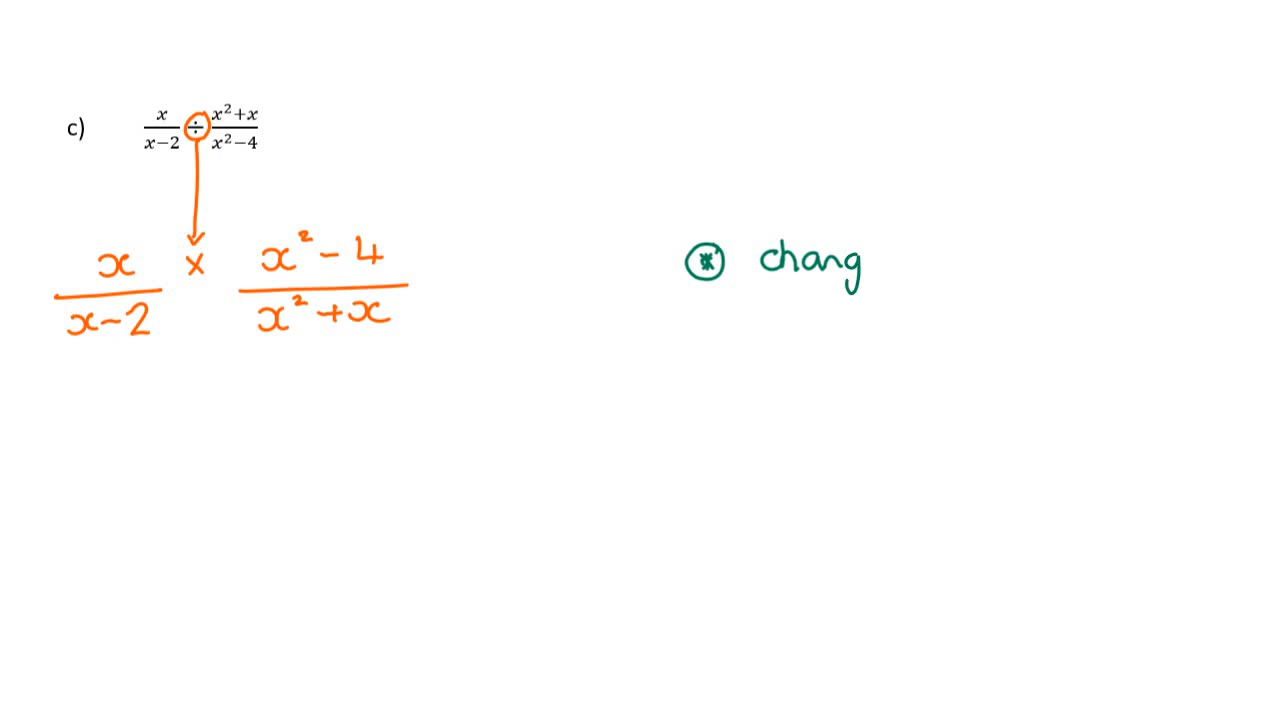 c) x/(x−2) ÷ (x²+x)/(x²−4)
x/(x−2) × (x²−4)/(x²+x)
* chang